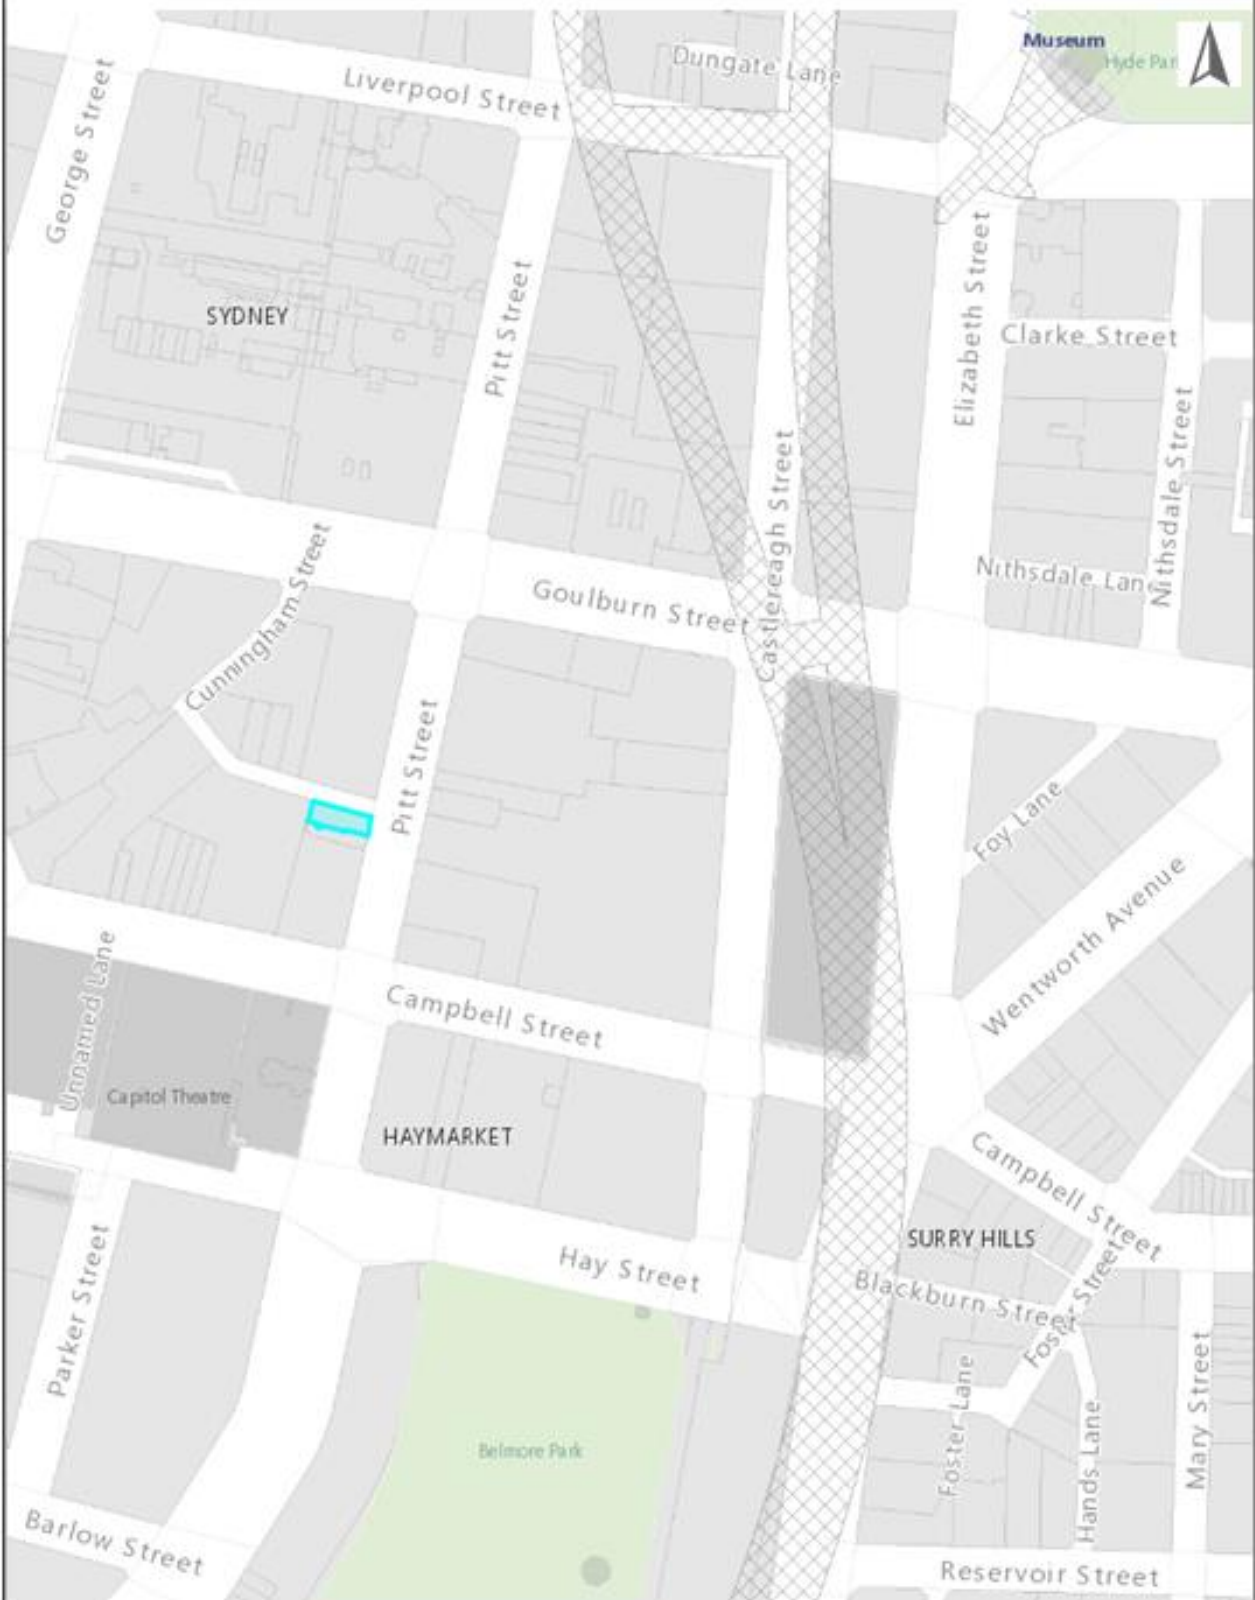 Museum
Hyde Par
Dungate Lane
Liverpool Street
George Street
SYDNEY
Pitt Street
Elizabeth Street
Clarke Street
Nithsdale Street
Castlereagh Street
Cunningham Street
Nithsdale Lane
Goulburn Street
Pitt Street
Foy Lane
Wentworth Avenue
Unnamed Lane
Campbell Street
Capitol Theatre
HAYMARKET
Campbell Street
SURRY HILLS
Hay Street
Blackburn Street
Foster Street
Parker Street
Foster Lane
Hands Lane
Mary Street
Belmore Park
Barlow Street
Reservoir Street